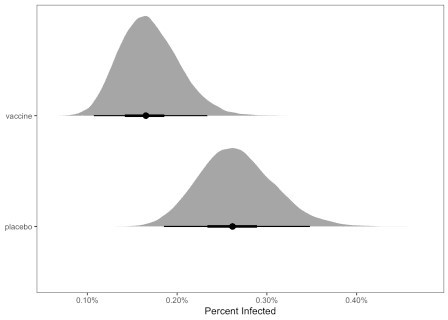 vaccine
placebo
0.10% 0.20% 0.30% 0.40%
Percent Infected